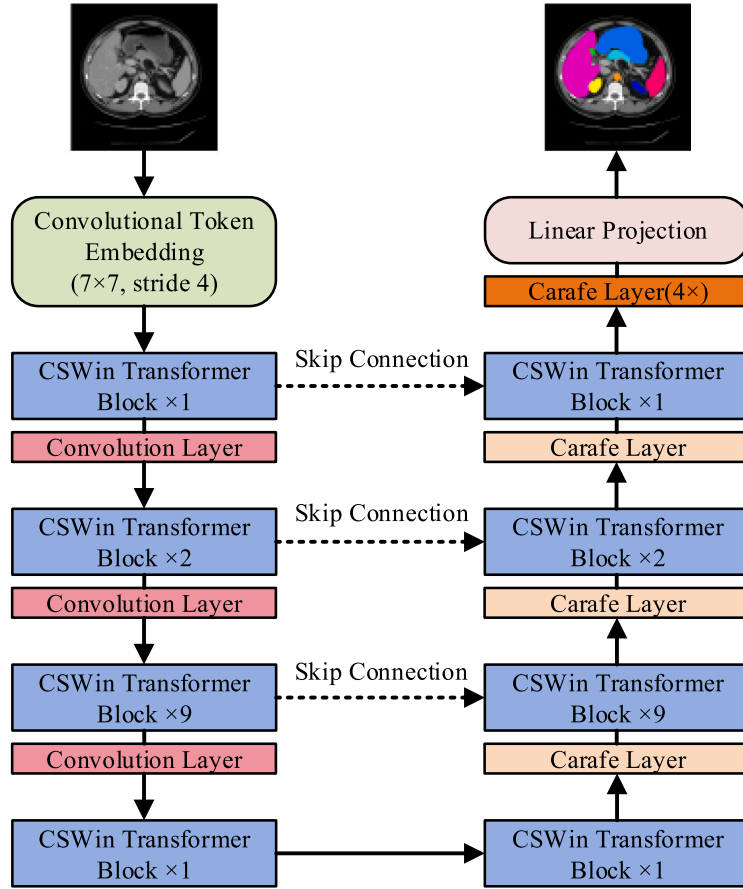 Convolutional Token
Embedding
(7×7, stride 4)
Linear Projection
Carafe Layer(4×)
CSWin Transformer
Block ×1
Skip Connection
CSWin Transformer
Block ×1
Convolution Layer
Carafe Layer
CSWin Transformer
Block ×2
Skip Connection
CSWin Transformer
Block ×2
Convolution Layer
Carafe Layer
CSWin Transformer
Block ×9
Skip Connection
CSWin Transformer
Block ×9
Convolution Layer
Carafe Layer
CSWin Transformer
Block ×1
CSWin Transformer
Block ×1